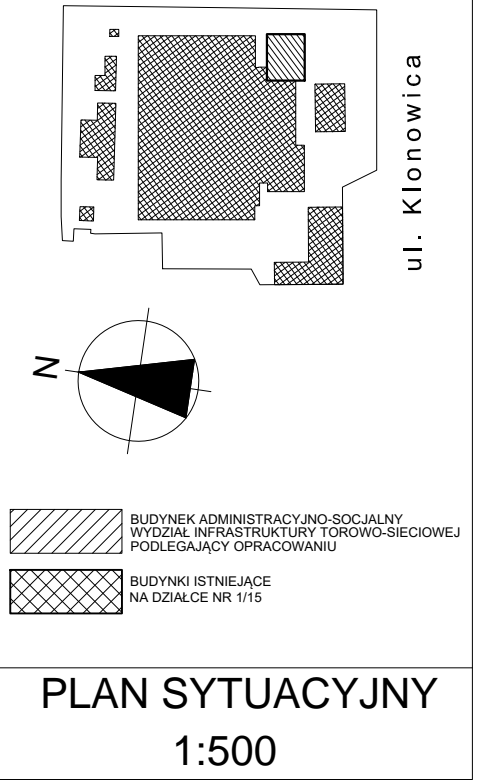 ul. Klonowica
N
BUDYNEK ADMINISTRACYJNO-SOCJALNY
WYDZIAŁ INFRASTRUKTURY TOROWO-SIECIOWEJ
PODLEGAJĄCY OPRACOWANIU
BUDYNKI ISTNIEJĄCE
NA DZIAŁCE NR 1/15
PLAN SYTUACYJNY
1:500